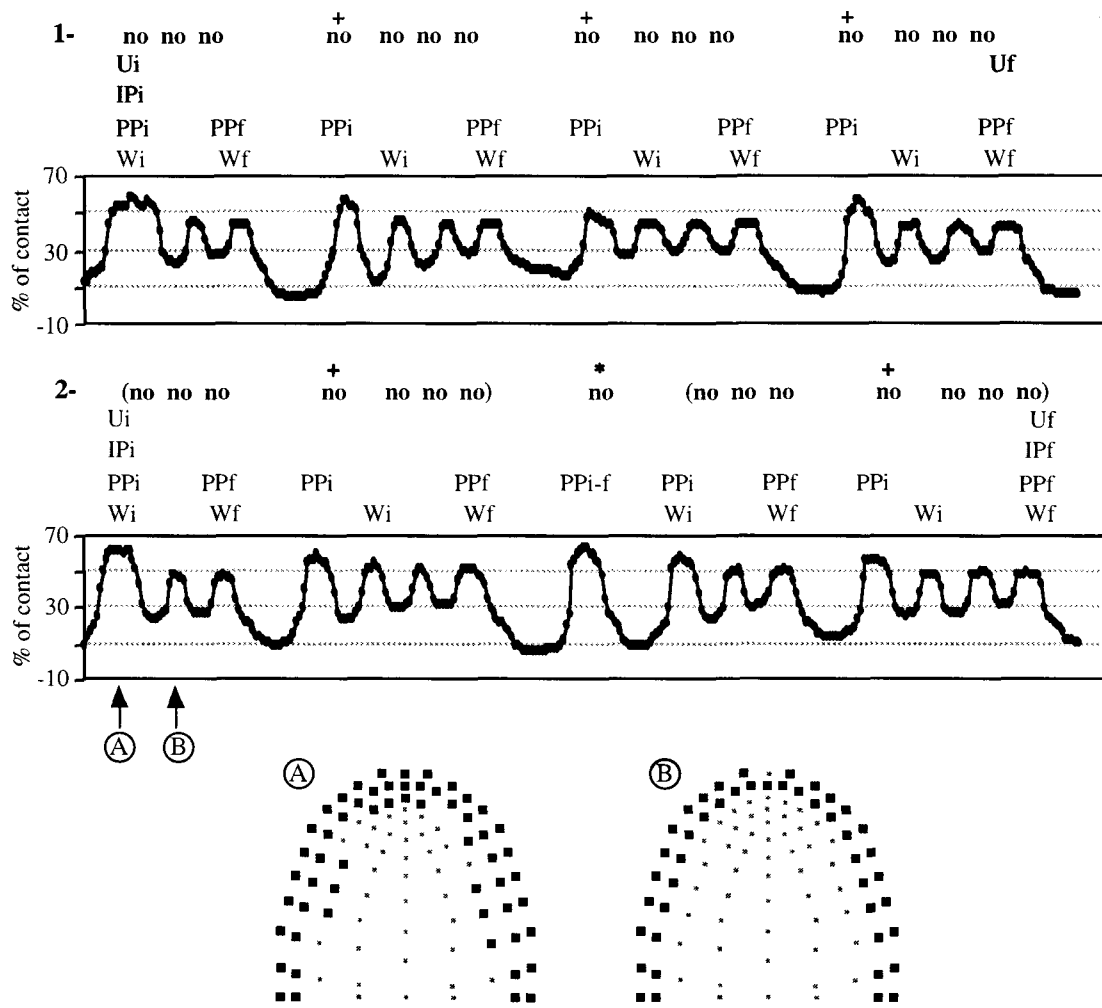 + + +
1- no no no no no no no no no no no no no no no
Ui Uf
IPi
PPi PPf PPi PPf PPi PPf PPi PPf
Wi Wf Wi Wf Wi Wf Wi Wf
70
30
10
-10
% of contact
+ * +
2- (no no no no no no no) no (no no no no no no no)
Ui Uf
IPi IPf
PPi PPf PPi PPf PPi-f PPi PPf PPi PPf
Wi Wf Wi Wf Wi Wf Wi Wf
70
30
10
-10
% of contact
A B
A B